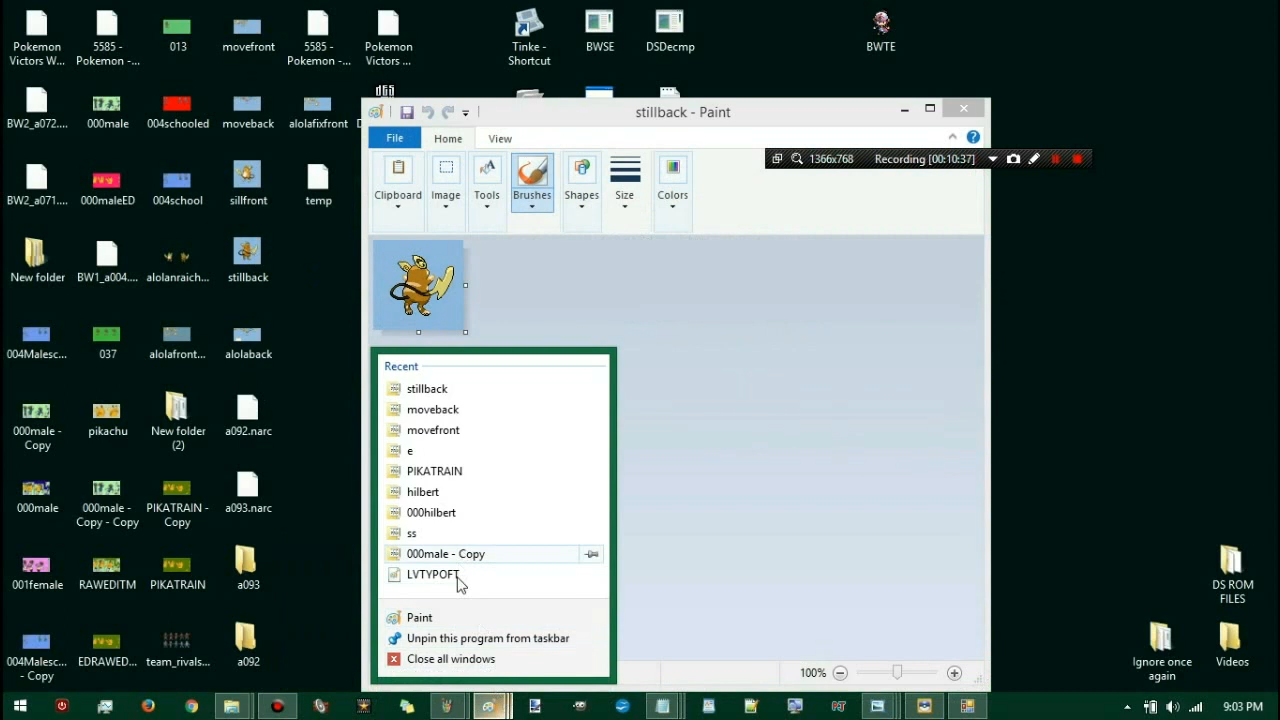 Pokemon
Victors W...
5585 -
Pokemon -...
013
movefront
5585 -
Pokemon -...
Pokemon
Victors ...
Tinke -
Shortcut
BWSE
DSDecmp
BWTE
BW2_a072....
000male
004schooled
moveback
alolafixfront
BW2_a071....
000maleED
004school
sillfront
temp
New folder
BW1_a004....
alolanraich...
stillback
004Malesc...
037
alolafront...
alolaback
000male -
Copy
pikachu
New folder
(2)
a092.narc
000male
000male -
Copy - Copy
PIKATRAIN -
Copy
a093.narc
001female
RAWEDITM
PIKATRAIN
a093
004Malesc...
- Copy
EDRAWED...
team_rivals...
a092
stillback - Paint
File
Home
View
1366x768
Recording [00:10:37]
Clipboard
Image
Tools
Brushes
Shapes
Size
Colors
Recent
stillback
moveback
movefront
e
PIKATRAIN
hilbert
000hilbert
ss
000male - Copy
LVTYPOFT
Paint
Unpin this program from taskbar
Close all windows
100%
DS ROM
FILES
Ignore once
again
Videos
9:03 PM